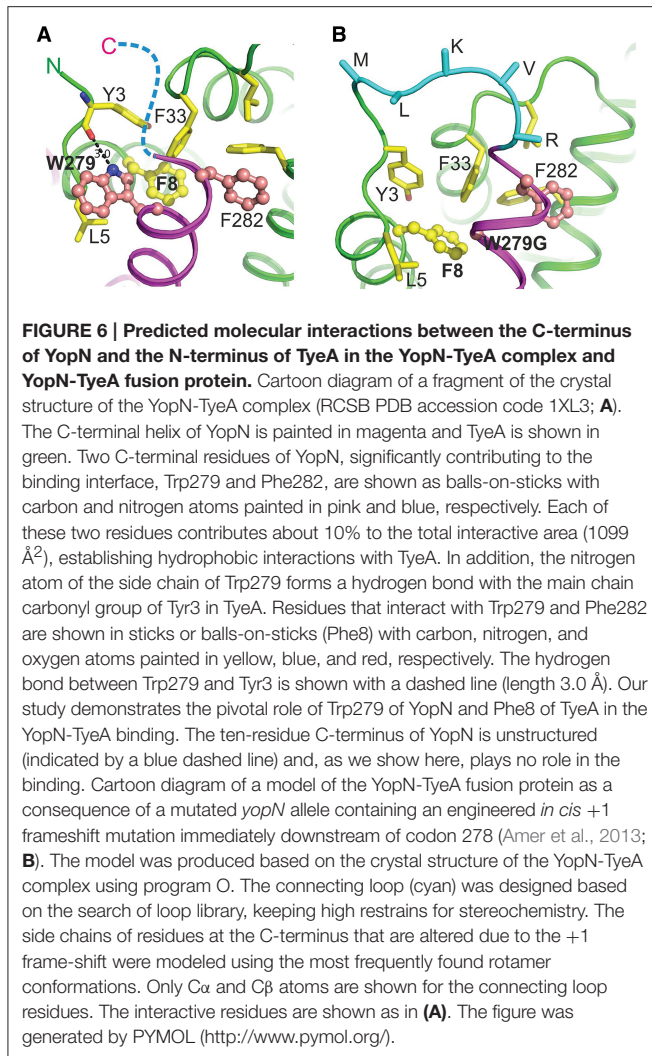 A
B
C
N
Y3
F33
3.0
W279
F8
L5
F282
M
K
V
L
R
F33
F282
Y3
W279G
L5
F8
FIGURE 6 | Predicted molecular interactions between the C-terminus
of YopN and the N-terminus of TyeA in the YopN-TyeA complex and
YopN-TyeA fusion protein. Cartoon diagram of a fragment of the crystal
structure of the YopN-TyeA complex (RCSB PDB accession code 1XL3; A).
The C-terminal helix of YopN is painted in magenta and TyeA is shown in
green. Two C-terminal residues of YopN, significantly contributing to the
binding interface, Trp279 and Phe282, are shown as balls-on-sticks with
carbon and nitrogen atoms painted in pink and blue, respectively. Each of
these two residues contributes about 10% to the total interactive area (1099
Å²), establishing hydrophobic interactions with TyeA. In addition, the nitrogen
atom of the side chain of Trp279 forms a hydrogen bond with the main chain
carbonyl group of Tyr3 in TyeA. Residues that interact with Trp279 and Phe282
are shown in sticks or balls-on-sticks (Phe8) with carbon, nitrogen, and
oxygen atoms painted in yellow, blue, and red, respectively. The hydrogen
bond between Trp279 and Tyr3 is shown with a dashed line (length 3.0 Å). Our
study demonstrates the pivotal role of Trp279 of YopN and Phe8 of TyeA in the
YopN-TyeA binding. The ten-residue C-terminus of YopN is unstructured
(indicated by a blue dashed line) and, as we show here, plays no role in the
binding. Cartoon diagram of a model of the YopN-TyeA fusion protein as a
consequence of a mutated yopN allele containing an engineered in cis +1
frameshift mutation immediately downstream of codon 278 (Amer et al., 2013;
B). The model was produced based on the crystal structure of the YopN-TyeA
complex using program O. The connecting loop (cyan) was designed based
on the search of loop library, keeping high restrains for stereochemistry. The
side chains of residues at the C-terminus that are altered due to the +1
frame-shift were modeled using the most frequently found rotamer
conformations. Only Cα and Cβ atoms are shown for the connecting loop
residues. The interactive residues are shown as in (A). The figure was
generated by PYMOL (http://www.pymol.org/).